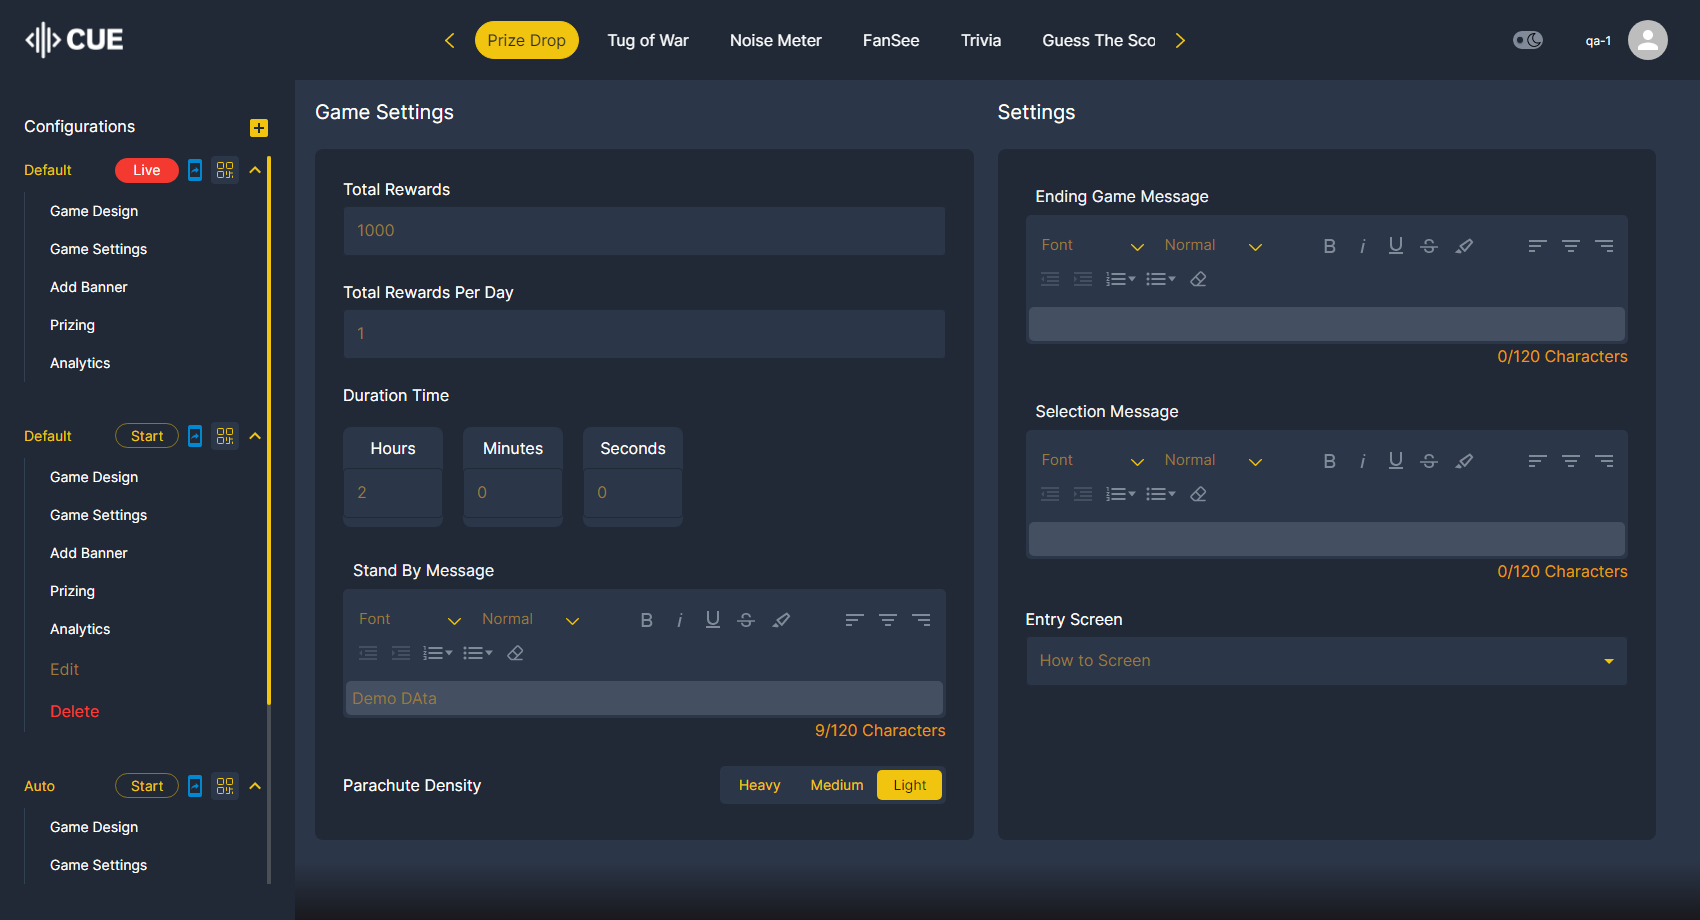 CUE
Prize Drop
Tug of War
Noise Meter
FanSee
Trivia
Guess The Sco
qa-1
Configurations
Default
Live
Game Design
Game Settings
Add Banner
Prizing
Analytics
Default
Start
Game Design
Game Settings
Add Banner
Prizing
Analytics
Edit
Delete
Auto
Start
Game Design
Game Settings
Game Settings
Total Rewards
1000
Total Rewards Per Day
1
Duration Time
Hours
Minutes
Seconds
2
0
0
Stand By Message
Font
Normal
B
i
U
S
Demo DAta
9/120 Characters
Parachute Density
Heavy
Medium
Light
Settings
Ending Game Message
Font
Normal
B
i
U
S
0/120 Characters
Selection Message
Font
Normal
B
i
U
S
0/120 Characters
Entry Screen
How to Screen